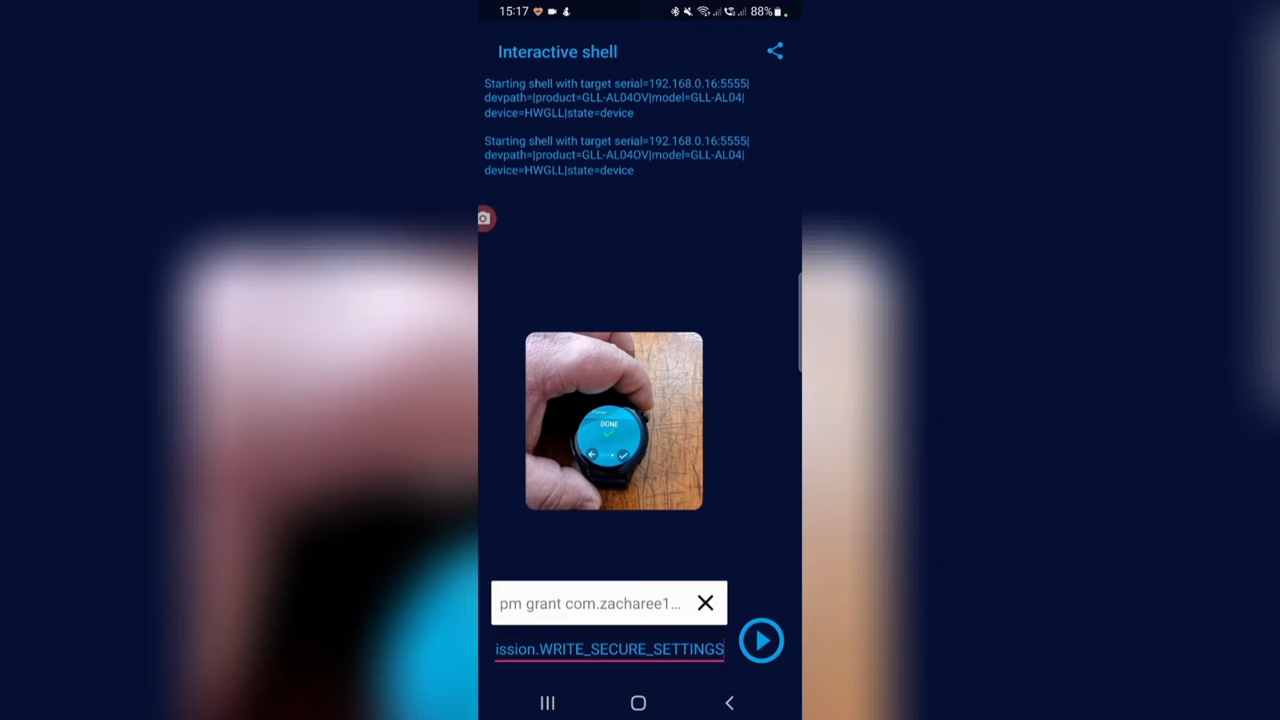 15:17
88%
Interactive shell
Starting shell with target serial=192.168.0.16:5555|
devpath=|product=GLL-AL04OV|model=GLL-AL04|
device=HWGLL|state=device
Starting shell with target serial=192.168.0.16:5555|
devpath=|product=GLL-AL04OV|model=GLL-AL04|
device=HWGLL|state=device
DONE
pm grant com.zacharee1...
ission.WRITE_SECURE_SETTINGS